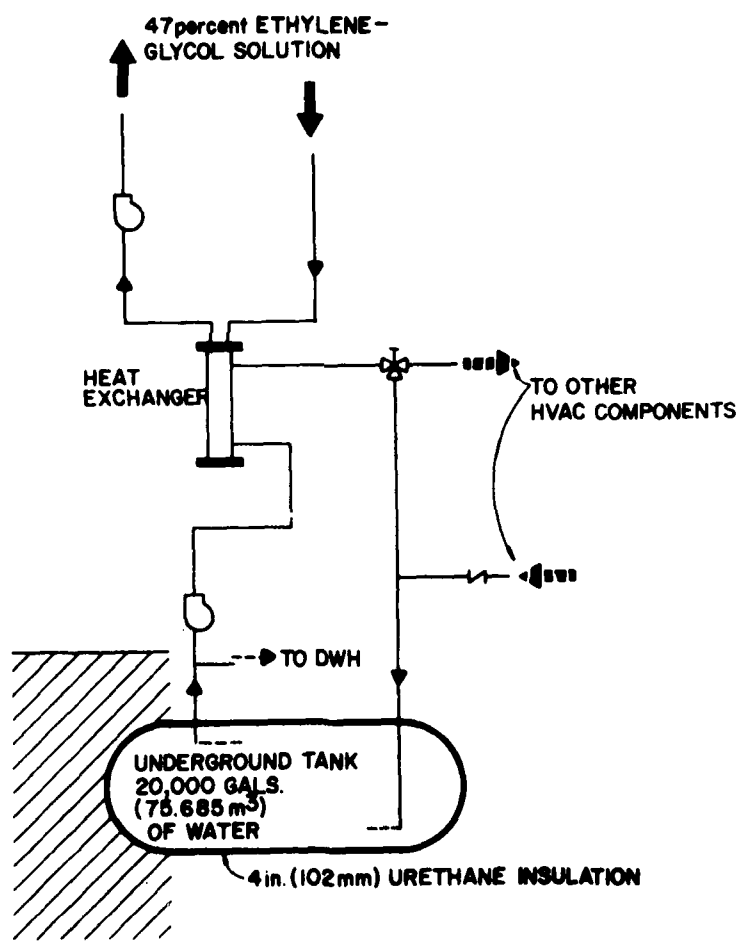 47percent ETHYLENE-
GLYCOL SOLUTION
HEAT
EXCHANGER
TO OTHER
HVAC COMPONENTS
TO DWH
UNDERGROUND TANK
20,000 GALS.
(75.685 m³)
OF WATER
4in. (102mm) URETHANE INSULATION